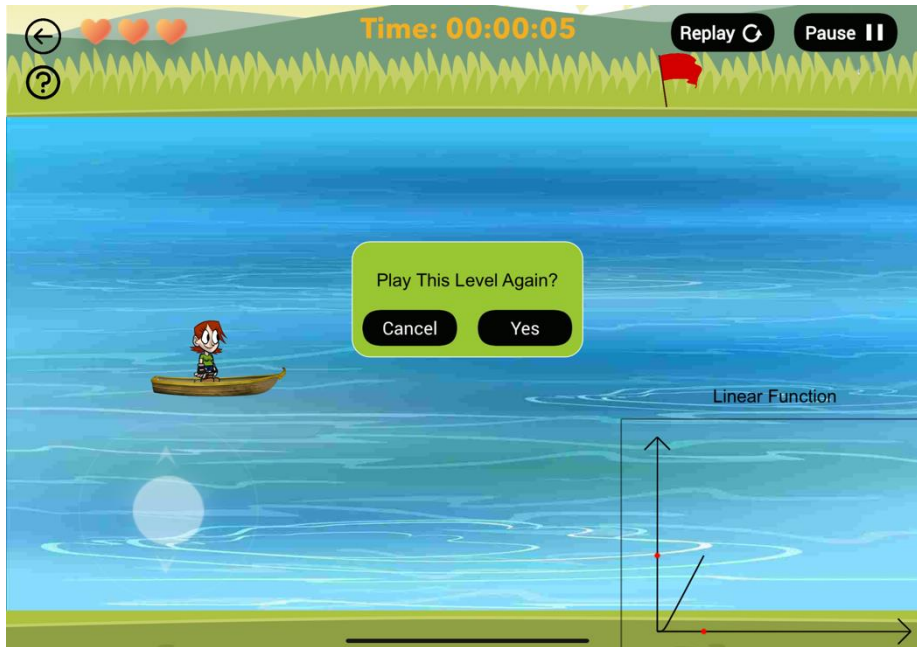 Time: 00:00:05
Replay
Pause
?
Play This Level Again?
Cancel
Yes
Linear Function